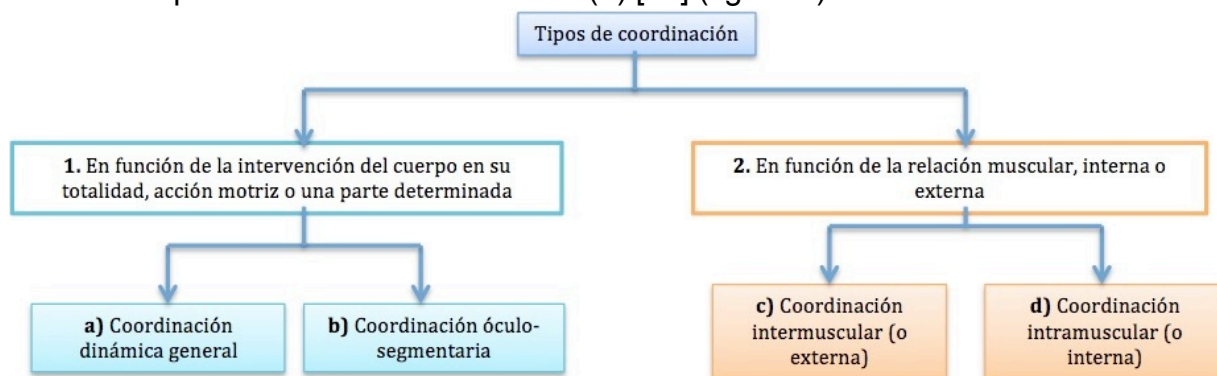 Tipos de coordinación
1. En función de la intervención del cuerpo en su
totalidad, acción motriz o una parte determinada
2. En función de la relación muscular, interna o
externa
a) Coordinación
dinámica general
b) Coordinación óculo-
segmentaria
c) Coordinación
intermuscular (o
externa)
d) Coordinación
intramuscular (o
interna)